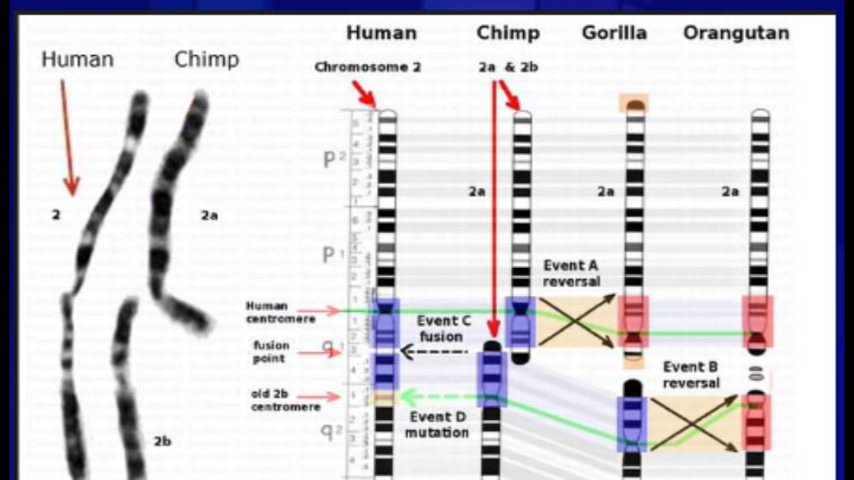 Human
Chimp
2
2a
2b
Human
Chimp
Gorilla
Orangutan
Chromosome 2
2a & 2b
p2
p1
q1
q2
2a
2a
2a
Event A
reversal
Human
centromere
Event C
fusion
fusion
point
Event B
reversal
old 2b
centromere
Event D
mutation